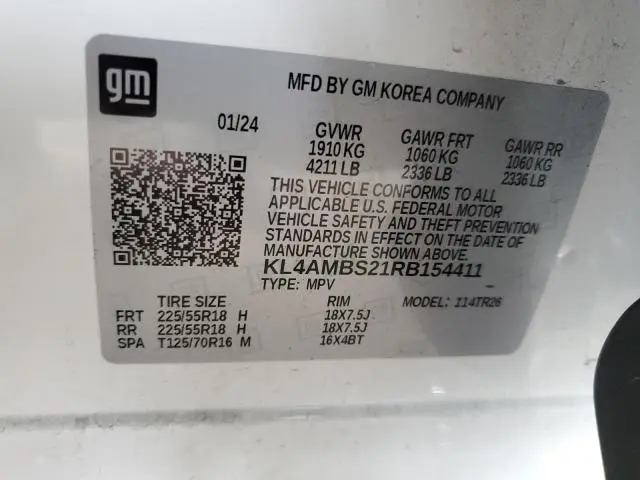 gm
MFD BY GM KOREA COMPANY
01/24 GVWR GAWR FRT GAWR RR
1910 KG 1060 KG 1060 KG
4211 LB 2336 LB 2336 LB
THIS VEHICLE CONFORMS TO ALL
APPLICABLE U.S. FEDERAL MOTOR
VEHICLE SAFETY AND THEFT PREVENTION
STANDARDS IN EFFECT ON THE DATE OF
MANUFACTURE SHOWN ABOVE.
KL4AMBS21RB154411
TYPE: MPV MODEL: 114TR26
TIRE SIZE RIM
FRT 225/55R18 H 18X7.5J
RR 225/55R18 H 18X7.5J
SPA T125/70R16 M 16X4BT